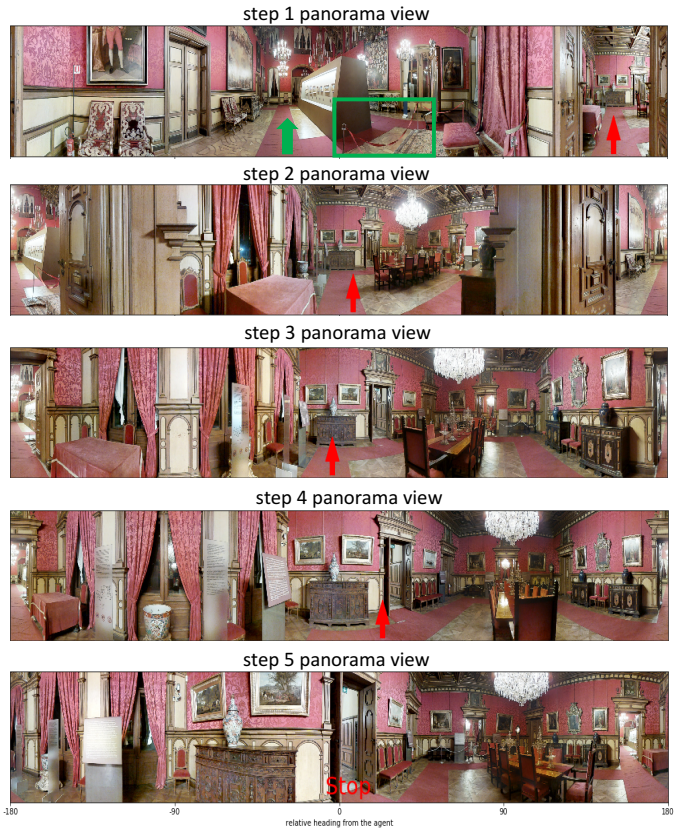 step 1 panorama view
step 2 panorama view
step 3 panorama view
step 4 panorama view
step 5 panorama view
Stop
-180 -90 0 90 180
relative heading from the agent